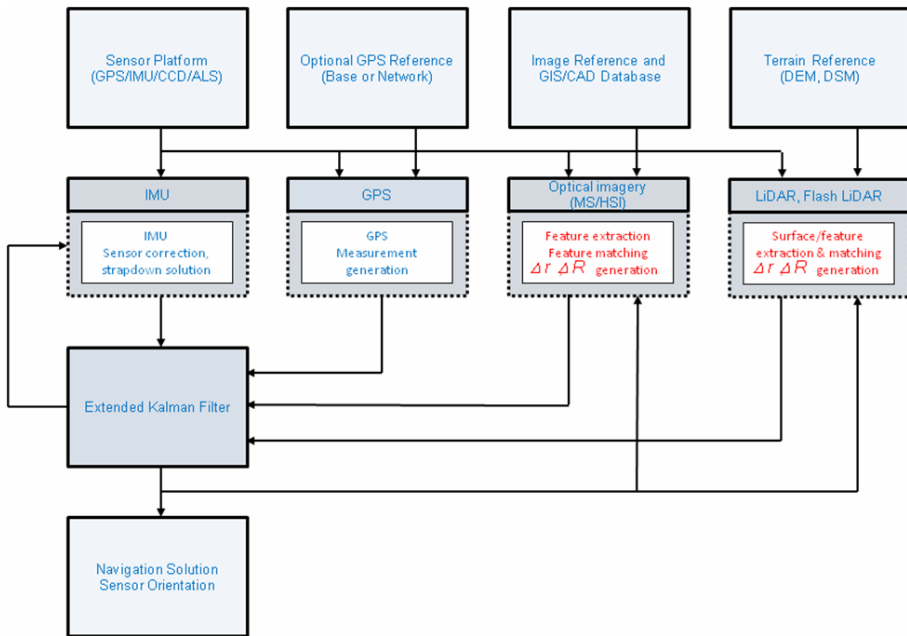 Sensor Platform
(GPS/IMU/CCD/ALS)
Optional GPS Reference
(Base or Network)
Image Reference and
GIS/CAD Database
Terrain Reference
(DEM, DSM)
IMU
GPS
Optical imagery
(MS/HSI)
LiDAR, Flash LiDAR
IMU
Sensor correction,
strapdown solution
GPS
Measurement
generation
Feature extraction
Feature matching
Δr ΔR generation
Surface/feature
extraction & matching
Δr ΔR generation
Extended Kalman Filter
Navigation Solution
Sensor Orientation